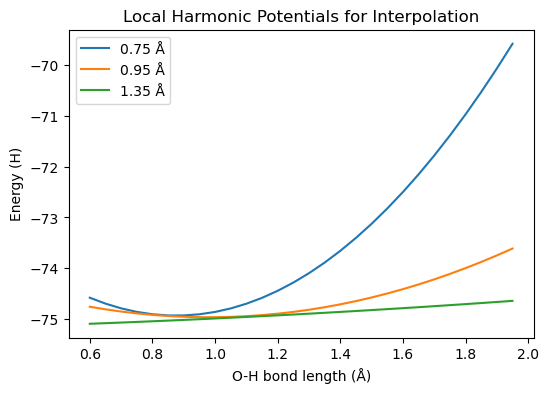 Local Harmonic Potentials for Interpolation
0.75 Å
0.95 Å
1.35 Å
Energy (H)
−70
−71
−72
−73
−74
−75
0.6 0.8 1.0 1.2 1.4 1.6 1.8 2.0
O-H bond length (Å)